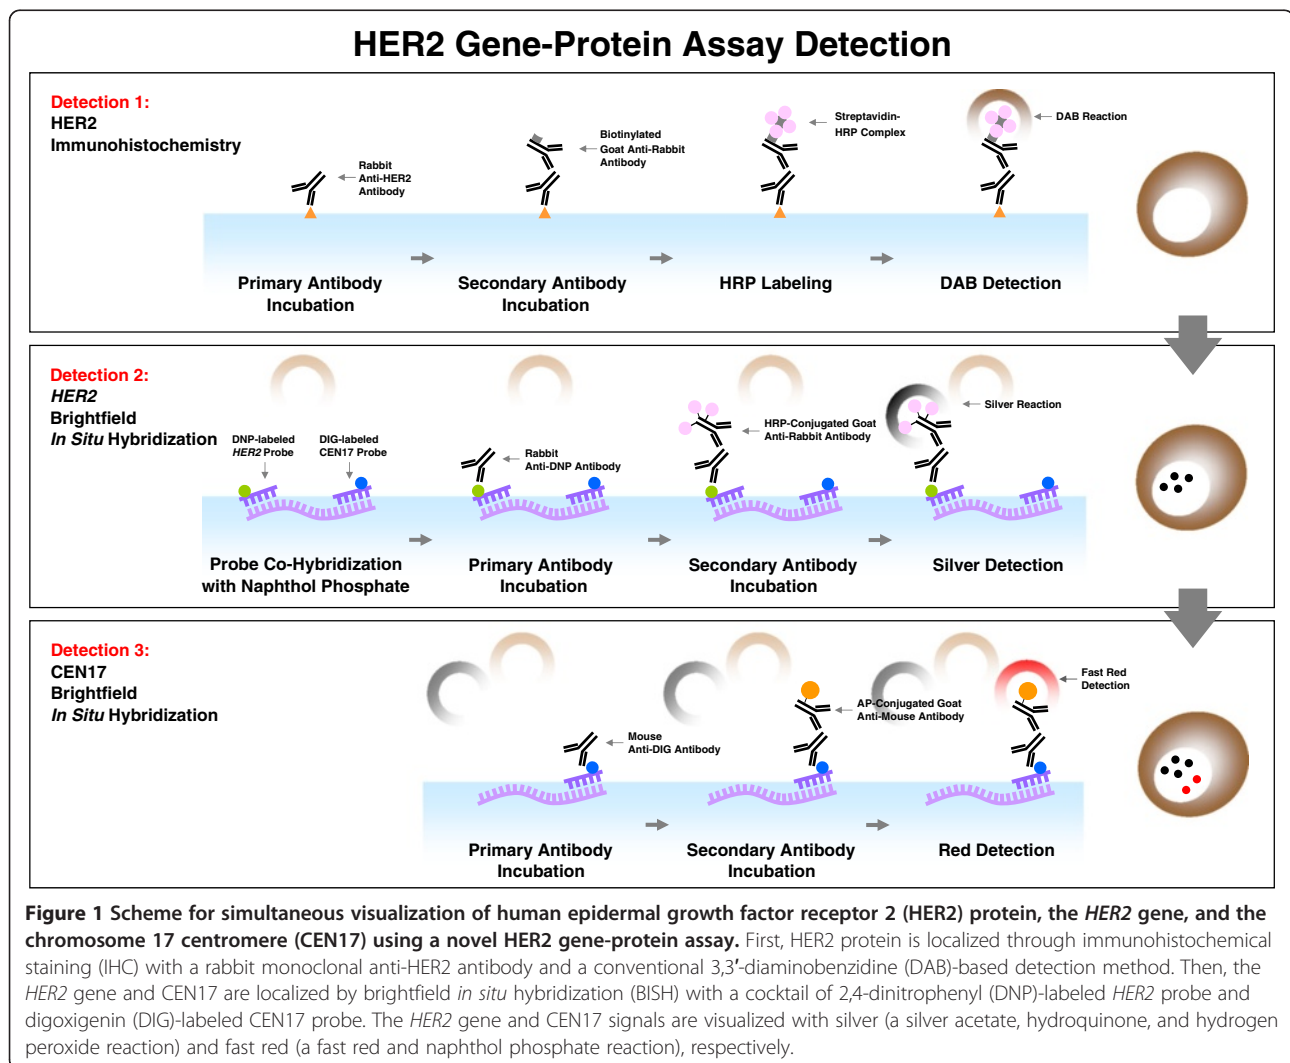 HER2 Gene-Protein Assay Detection
Detection 1:
HER2
Immunohistochemistry
Rabbit
Anti-HER2
Antibody
Biotinylated
Goat Anti-Rabbit
Antibody
Streptavidin-
HRP Complex
DAB Reaction
Primary Antibody
Incubation
Secondary Antibody
Incubation
HRP Labeling
DAB Detection
Detection 2:
HER2
Brightfield
In Situ Hybridization
DNP-labeled
HER2 Probe
DIG-labeled
CEN17 Probe
Rabbit
Anti-DNP Antibody
HRP-Conjugated Goat
Anti-Rabbit Antibody
Silver Reaction
Probe Co-Hybridization
with Naphthol Phosphate
Primary Antibody
Incubation
Secondary Antibody
Incubation
Silver Detection
Detection 3:
CEN17
Brightfield
In Situ Hybridization
Mouse
Anti-DIG Antibody
AP-Conjugated Goat
Anti-Mouse Antibody
Fast Red
Detection
Primary Antibody
Incubation
Secondary Antibody
Incubation
Red Detection
Figure 1 Scheme for simultaneous visualization of human epidermal growth factor receptor 2 (HER2) protein, the HER2 gene, and the
chromosome 17 centromere (CEN17) using a novel HER2 gene-protein assay. First, HER2 protein is localized through immunohistochemical
staining (IHC) with a rabbit monoclonal anti-HER2 antibody and a conventional 3,3′-diaminobenzidine (DAB)-based detection method. Then, the
HER2 gene and CEN17 are localized by brightfield in situ hybridization (BISH) with a cocktail of 2,4-dinitrophenyl (DNP)-labeled HER2 probe and
digoxigenin (DIG)-labeled CEN17 probe. The HER2 gene and CEN17 signals are visualized with silver (a silver acetate, hydroquinone, and hydrogen
peroxide reaction) and fast red (a fast red and naphthol phosphate reaction), respectively.